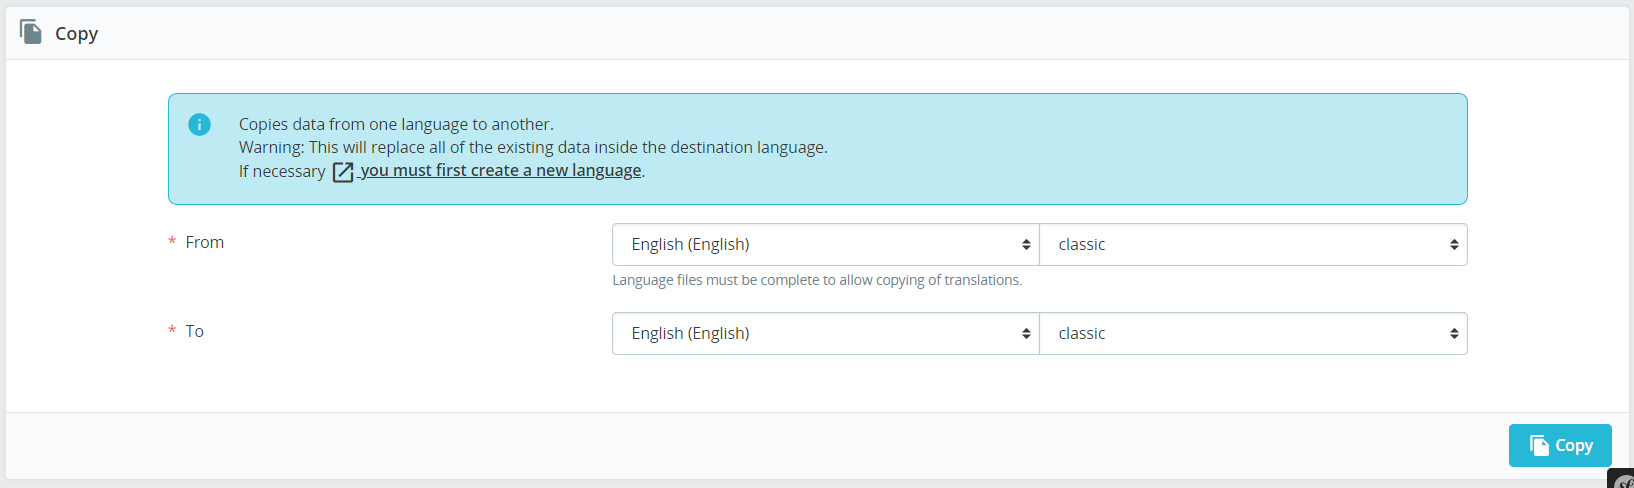 Copy
Copies data from one language to another.
Warning: This will replace all of the existing data inside the destination language.
If necessary you must first create a new language.
* From
English (English)
classic
Language files must be complete to allow copying of translations.
* To
English (English)
classic
Copy